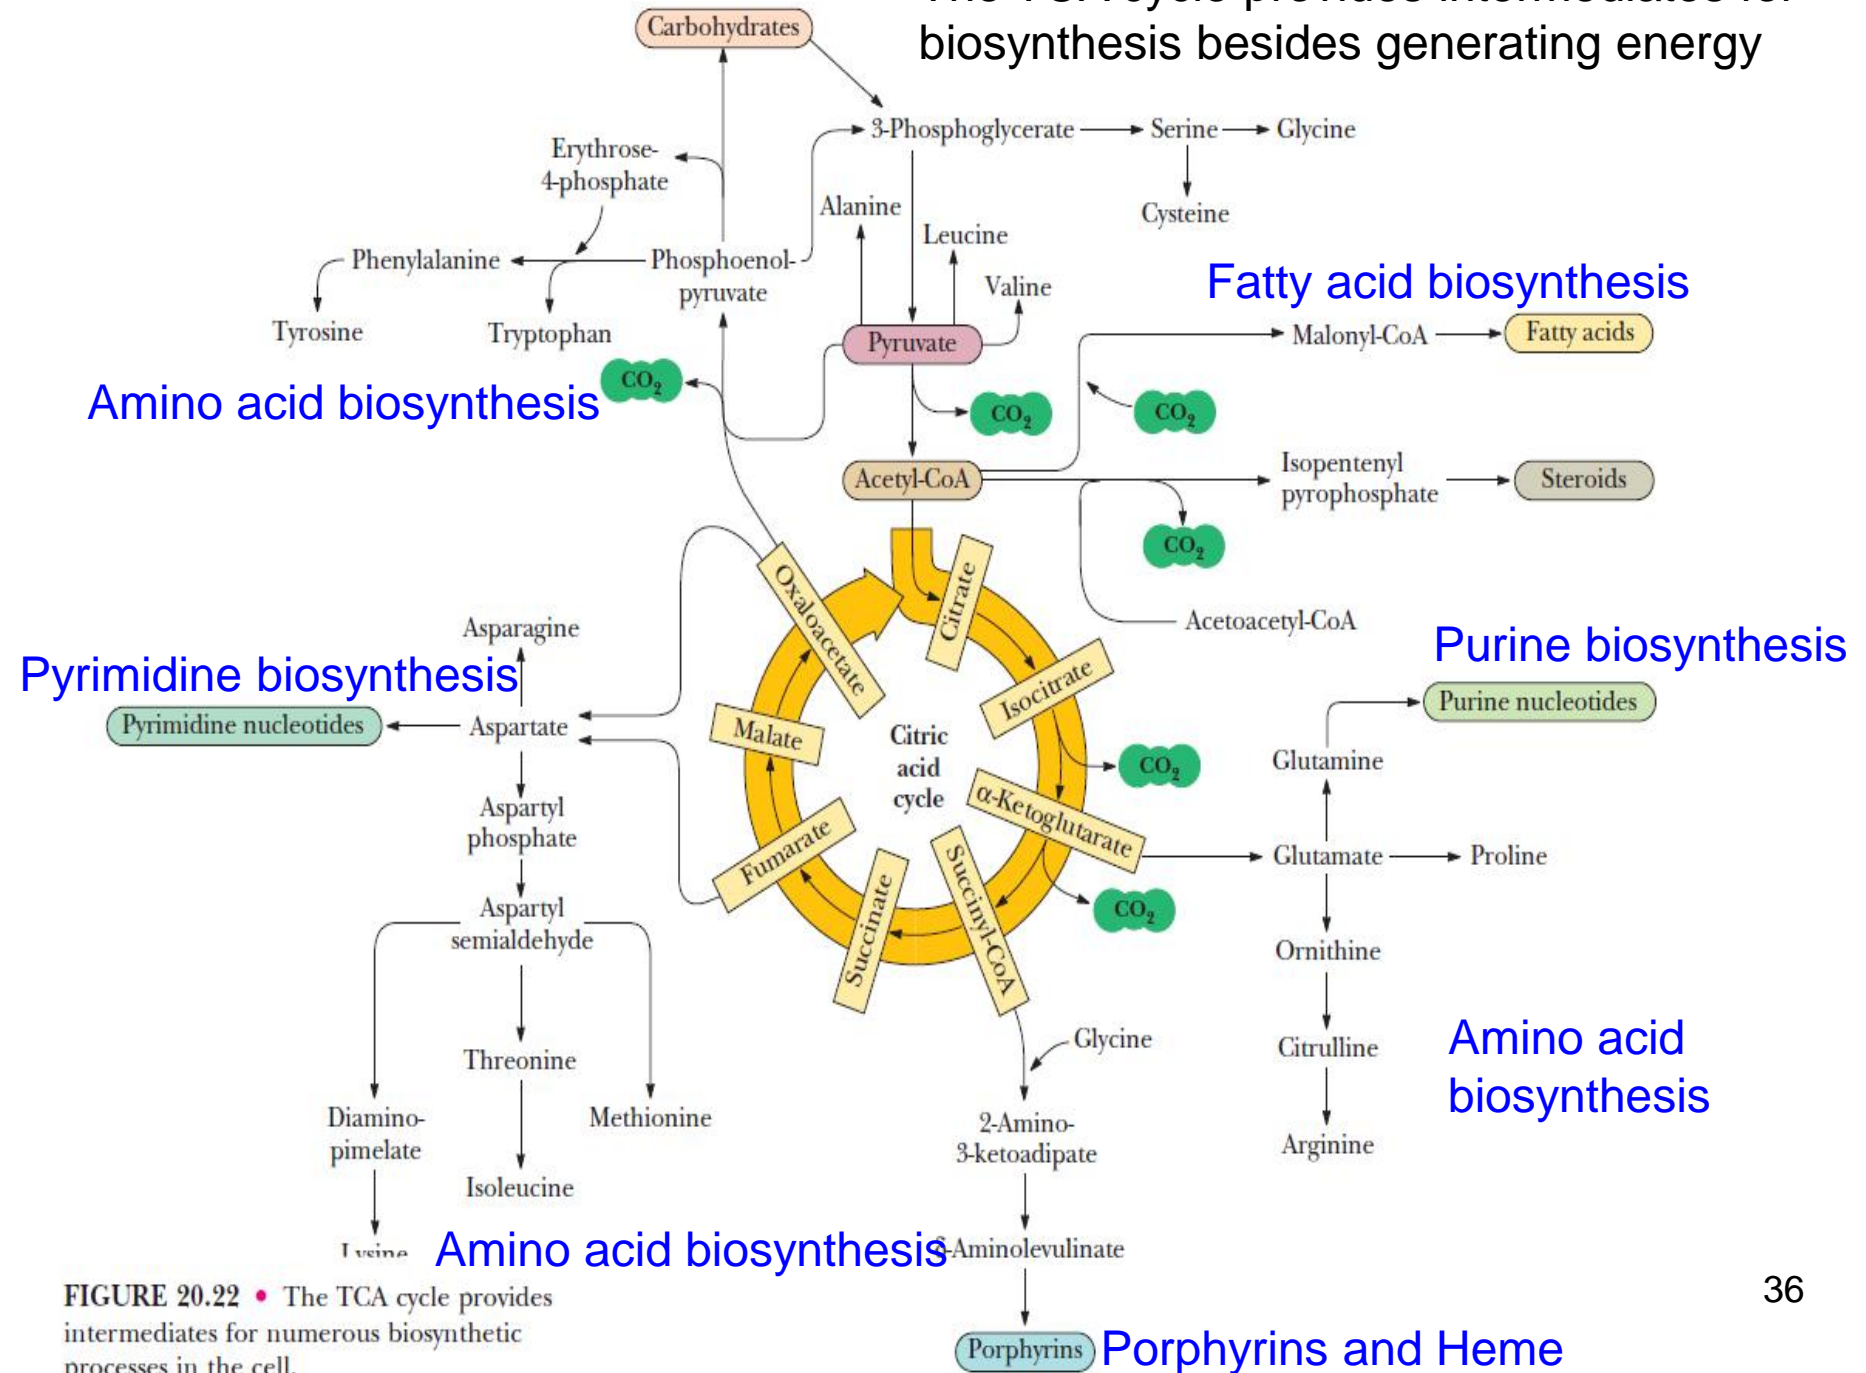 biosynthesis besides generating energy
Carbohydrates
3-Phosphoglycerate
Serine
Glycine
Cysteine
Erythrose-
4-phosphate
Alanine
Leucine
Valine
Phenylalanine
Phosphoenol-
pyruvate
Tyrosine
Tryptophan
Fatty acid biosynthesis
Pyruvate
Malonyl-CoA
Fatty acids
Amino acid biosynthesis
CO2
CO2
CO2
Acetyl-CoA
Isopentenyl
pyrophosphate
Steroids
CO2
Acetoacetyl-CoA
Oxaloacetate
Citrate
Isocitrate
α-Ketoglutarate
Succinyl-CoA
Succinate
Fumarate
Malate
Citric
acid
cycle
CO2
CO2
Asparagine
Pyrimidine biosynthesis
Pyrimidine nucleotides
Aspartate
Aspartyl
phosphate
Aspartyl
semialdehyde
Threonine
Isoleucine
Methionine
Diamino-
pimelate
Lysine
Amino acid biosynthesis
Purine biosynthesis
Purine nucleotides
Glutamine
Glutamate
Proline
Ornithine
Citrulline
Arginine
Amino acid
biosynthesis
Glycine
2-Amino-
3-ketoadipate
-Aminolevulinate
Porphyrins
Porphyrins and Heme
FIGURE 20.22 • The TCA cycle provides
intermediates for numerous biosynthetic
processes in the cell.
36